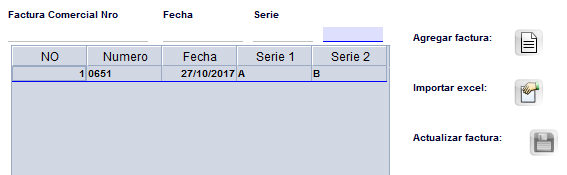 Factura Comercial Nro Fecha Serie
Agregar factura:
NO Numero Fecha Serie 1 Serie 2
1 0651 27/10/2017 A B
Importar excel:
Actualizar factura: